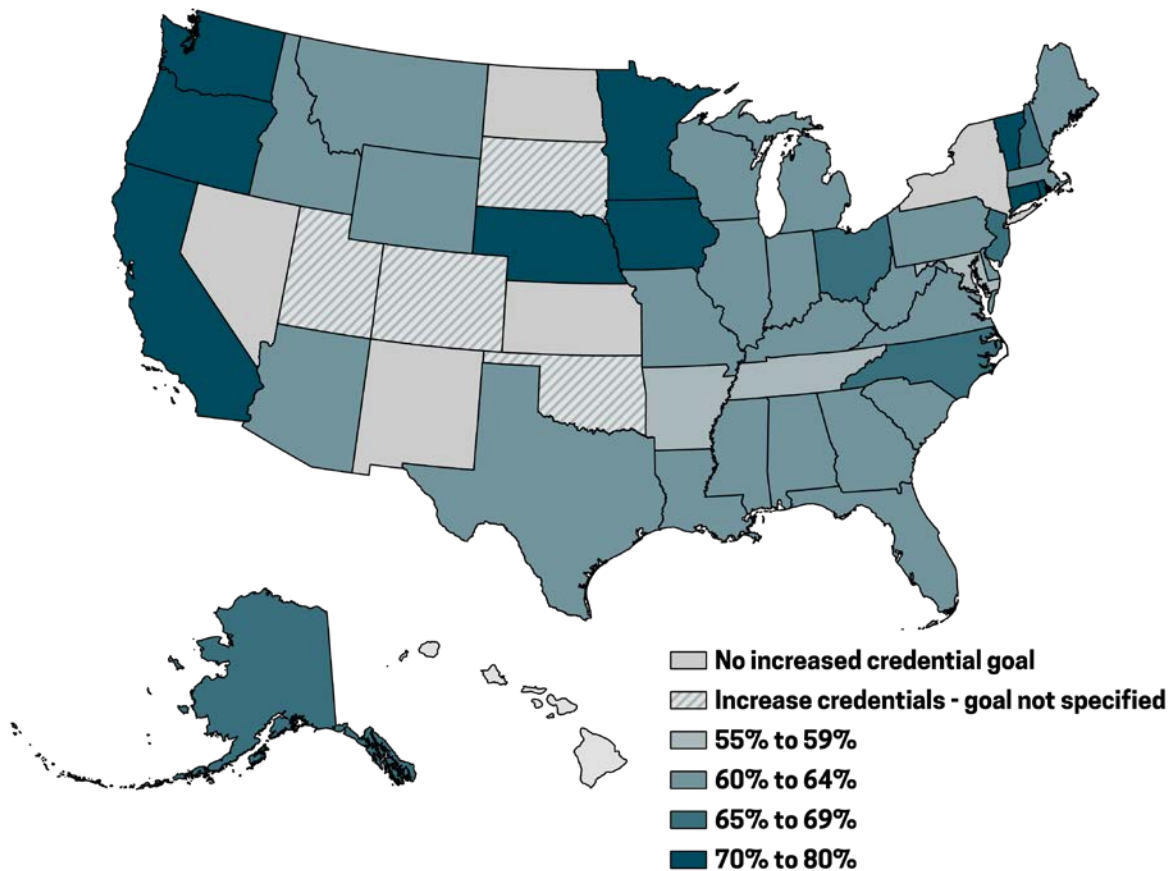 No increased credential goal
Increase credentials - goal not specified
55% to 59%
60% to 64%
65% to 69%
70% to 80%